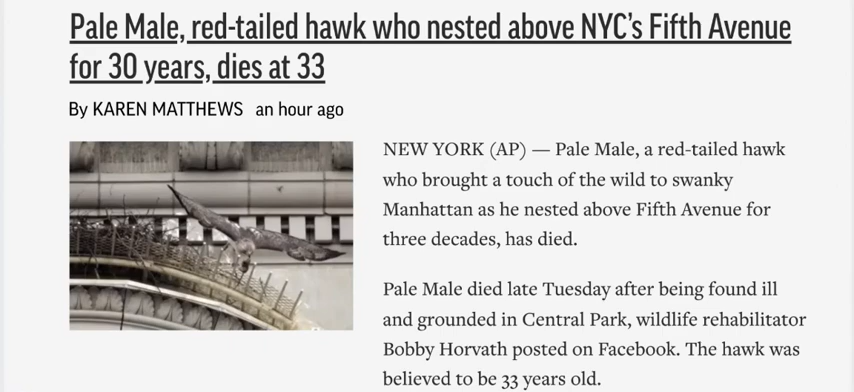 Pale Male, red-tailed hawk who nested above NYC’s Fifth Avenue
for 30 years, dies at 33
By KAREN MATTHEWS an hour ago
NEW YORK (AP) — Pale Male, a red-tailed hawk
who brought a touch of the wild to swanky
Manhattan as he nested above Fifth Avenue for
three decades, has died.
Pale Male died late Tuesday after being found ill
and grounded in Central Park, wildlife rehabilitator
Bobby Horvath posted on Facebook. The hawk was
believed to be 33 years old.